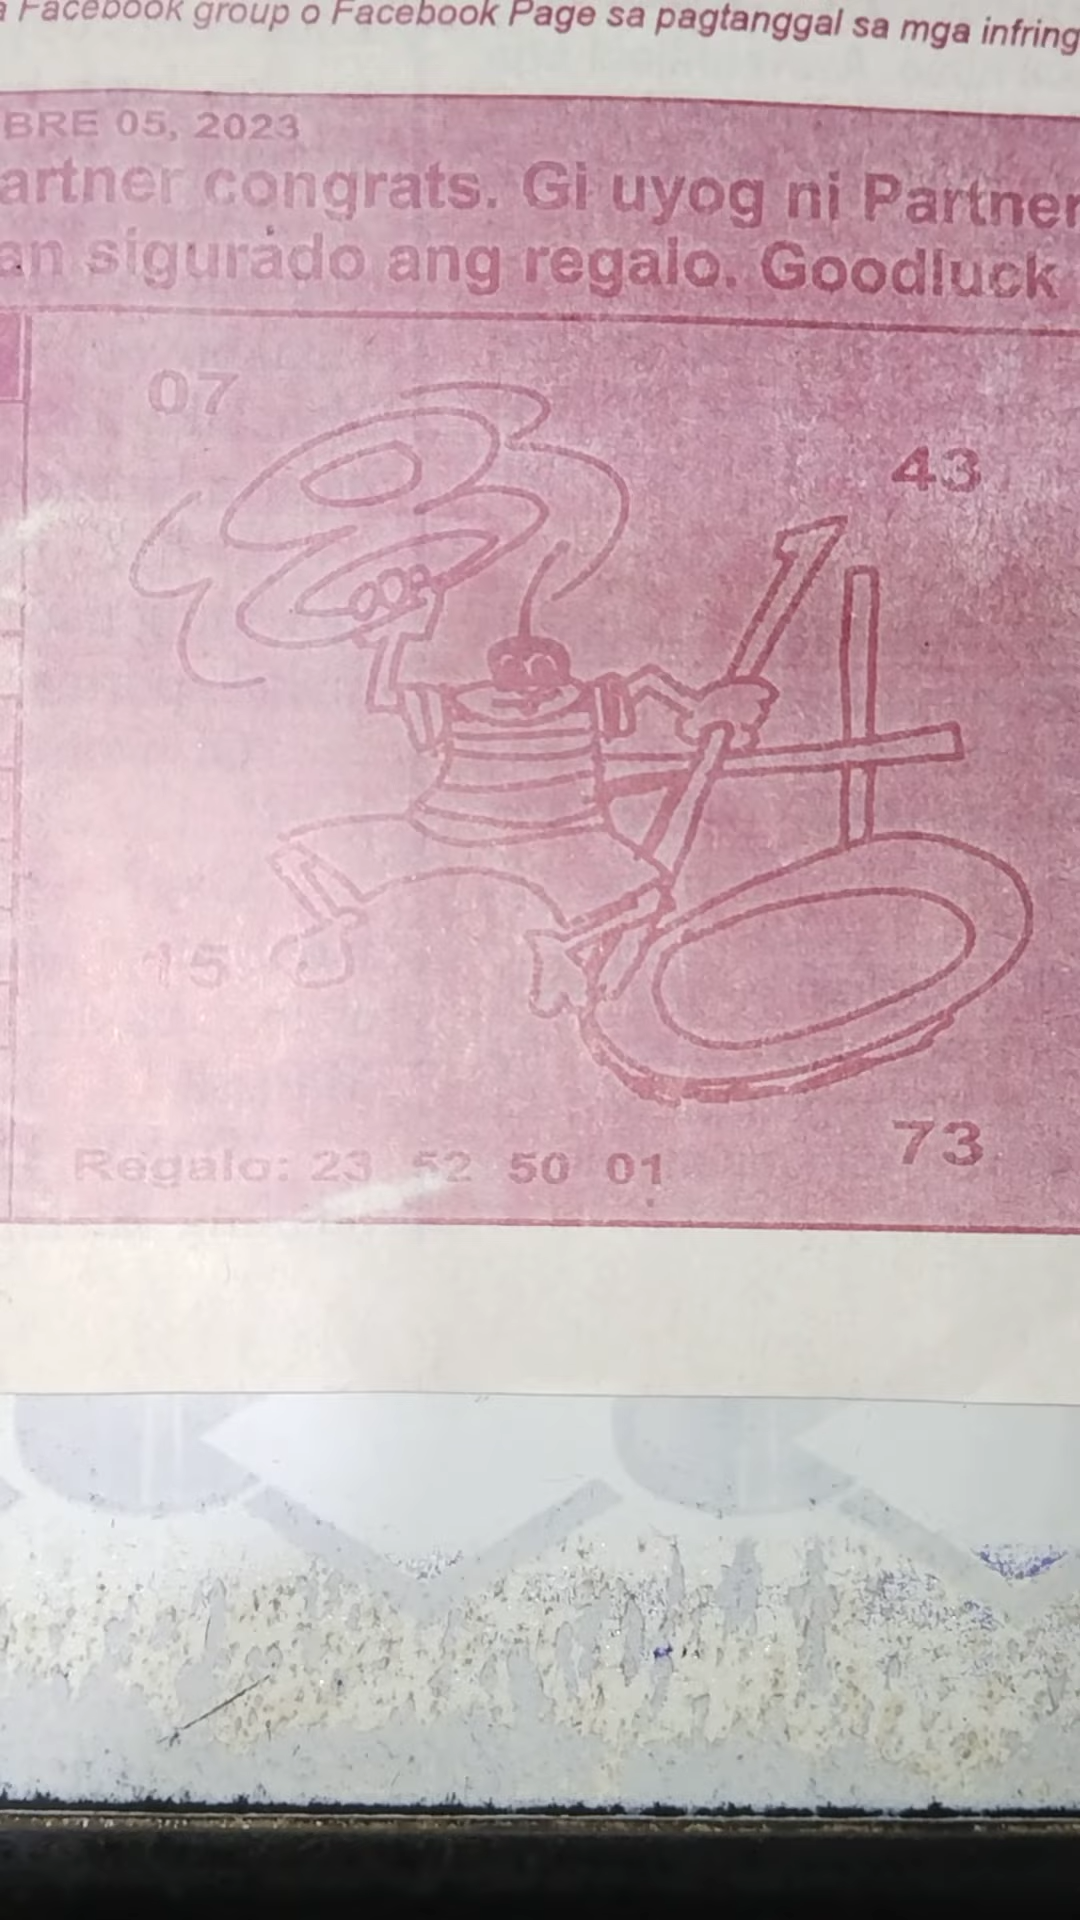 Facebook group o Facebook Page sa pagtanggal sa mga infring
BRE 05, 2023
artner congrats. Gi uyog ni Partner
an sigurado ang regalo. Goodluck
07
43
15
73
Regalo: 23 52 50 01